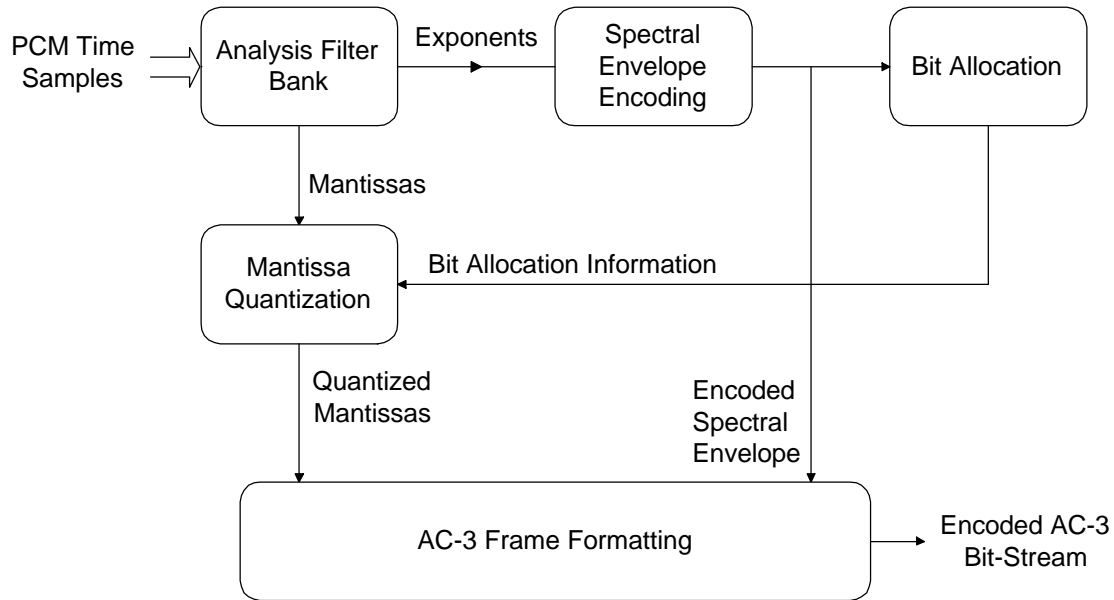 PCM Time
Samples
Analysis Filter
Bank
Exponents
Spectral
Envelope
Encoding
Bit Allocation
Mantissas
Mantissa
Quantization
Bit Allocation Information
Quantized
Mantissas
Encoded
Spectral
Envelope
AC-3 Frame Formatting
Encoded AC-3
Bit-Stream